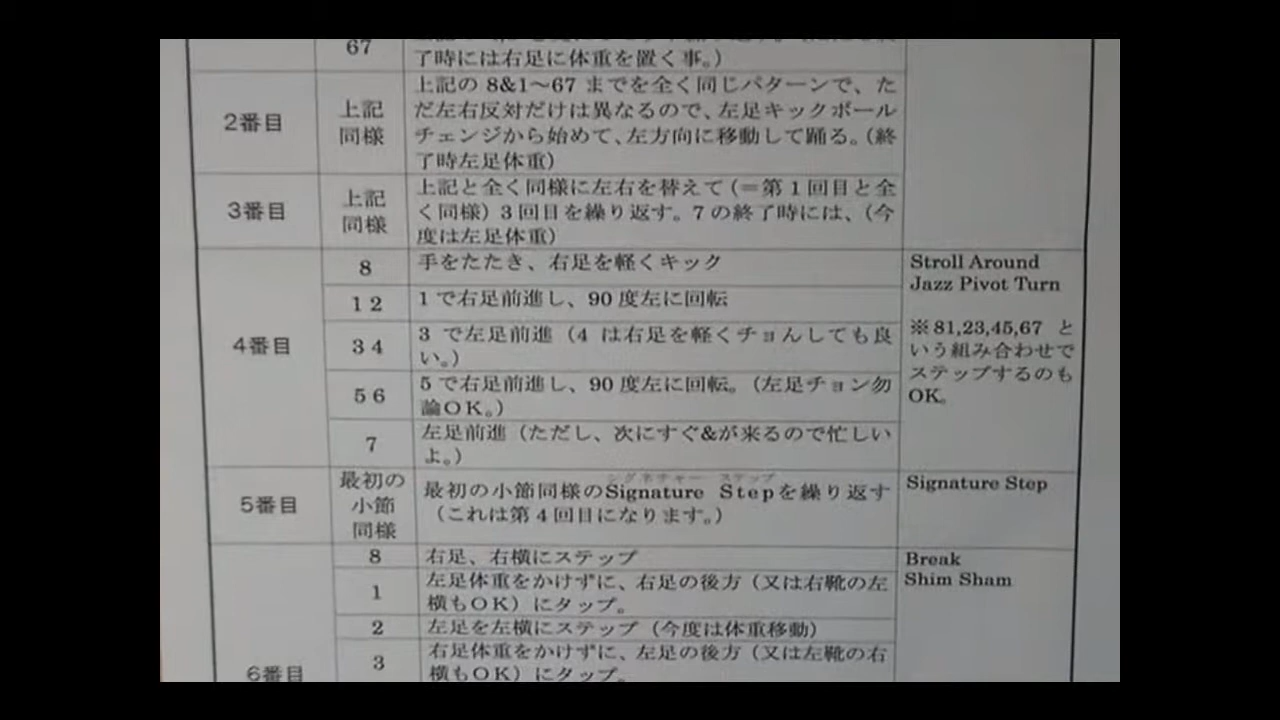 67
了時には右足に体重を置く事。)
2番目
上記
同様
上記の 8&1～67 までを全く同じパターンで、た
だ左右反対だけは異なるので、左足キックボール
チェンジから始めて、左方向に移動して踊る。(終
了時左足体重)
3番目
上記
同様
上記と全く同様に左右を替えて(＝第1回目と全
く同様) 3回目を繰り返す。7の終了時には、(今
度は左足体重)
4番目
8
手をたたき、右足を軽くキック
1 2
1で右足前進し、90度左に回転
3 4
3 で左足前進 (4 は右足を軽くチョんしても良
い。)
5 6
5で右足前進し、90度左に回転。(左足チョン勿
論OK。)
7
左足前進 (ただし、次にすぐ&が来るので忙しい
よ。)
Stroll Around
Jazz Pivot Turn
※81,23,45,67 と
いう組み合わせで
ステップするのも
OK。
5番目
最初の
小節
同様
シグネチャー ステップ
最初の小節同様のSignature Stepを繰り返す
(これは第4回目になります。)
Signature Step
6番目
8
右足、右横にステップ
1
左足体重をかけずに、右足の後方 (又は右靴の左
横もOK) にタップ。
2
左足を左横にステップ (今度は体重移動)
3
右足体重をかけずに、左足の後方 (又は左靴の右
横もOK) にタップ。
Break
Shim Sham